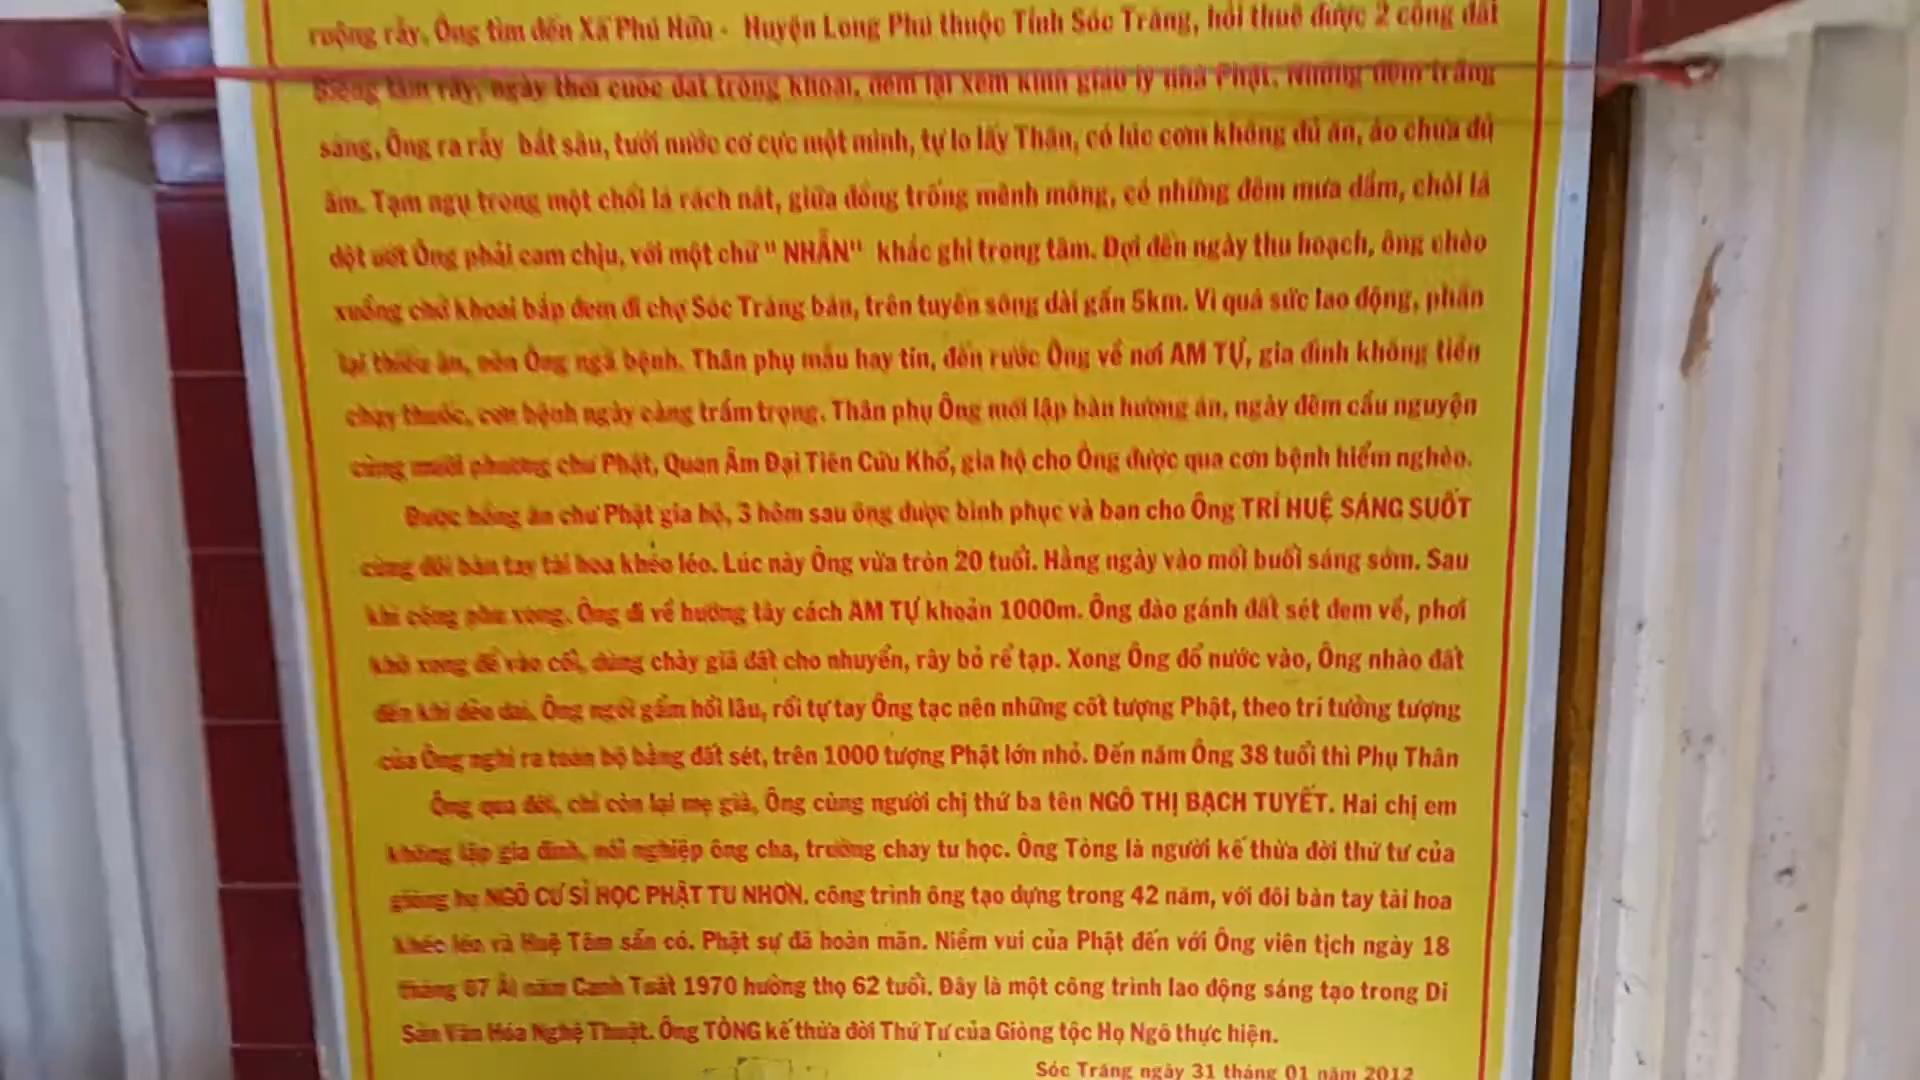 ruộng rẫy. Ông tìm đến Xã Phú Hữu - Huyện Long Phú thuộc Tỉnh Sóc Trăng, hỏi thuê được 2 công đất
Siêng làm rẫy, ngày thời cuốc đất trồng khoai, đêm lại xem kinh giáo lý nhà Phật. Những đêm trăng
sáng, Ông ra rẫy bắt sâu, tưới nước cơ cực một mình, tự lo lấy Thân, có lúc cơm không đủ ăn, áo chưa đủ
ấm. Tạm ngụ trong một chòi lá rách nát, giữa đồng trống mênh mông, có những đêm mưa dầm, chòi lá
dột ướt Ông phải cam chịu, với một chữ " NHẪN" khắc ghi trong tâm. Đợi đến ngày thu hoạch, ông chèo
xuồng chở khoai bắp đem đi chợ Sóc Trăng bán, trên tuyến sông dài gần 5km. Vì quá sức lao động, phần
lại thiếu ăn, nên Ông ngã bệnh. Thân phụ mẫu hay tin, đến rước Ông về nơi AM TỰ, gia đình không tiền
chạy thuốc, cơn bệnh ngày càng trầm trọng. Thân phụ Ông mới lập bàn hương án, ngày đêm cầu nguyện
cùng mười phương chư Phật, Quan Âm Đại Tiên Cứu Khổ, gia hộ cho Ông được qua cơn bệnh hiểm nghèo.
Được hồng ân chư Phật gia hộ, 3 hôm sau ông được bình phục và ban cho Ông TRÍ HUỆ SÁNG SUỐT
cùng đôi bàn tay tài hoa khéo léo. Lúc này Ông vừa tròn 20 tuổi. Hằng ngày vào mỗi buổi sáng sớm. Sau
khi công phu xong. Ông đi về hướng tây cách AM TỰ khoản 1000m. Ông đào gánh đất sét đem về, phơi
khô xong để vào cối, dùng chày giã đất cho nhuyễn, rây bỏ rể tạp. Xong Ông đổ nước vào, Ông nhào đất
đến khi dẻo dai, Ông ngồi gẫm hồi lâu, rồi tự tay Ông tạc nên những cốt tượng Phật, theo trí tưởng tượng
của Ông nghĩ ra toàn bộ bằng đất sét, trên 1000 tượng Phật lớn nhỏ. Đến năm Ông 38 tuổi thì Phụ Thân
Ông qua đời, chỉ còn lại mẹ già, Ông cùng người chị thứ ba tên NGÔ THỊ BẠCH TUYẾT. Hai chị em
không lập gia đình, nối nghiệp ông cha, trường chay tu học. Ông Tòng là người kế thừa đời thứ tư của
giòng họ NGÔ CƯ SĨ HỌC PHẬT TU NHƠN. công trình ông tạo dựng trong 42 năm, với đôi bàn tay tài hoa
khéo léo và Huệ Tâm sẵn có. Phật sự đã hoàn mãn. Niềm vui của Phật đến với Ông viên tịch ngày 18
tháng 07 Âl năm Canh Tuất 1970 hưởng thọ 62 tuổi. Đây là một công trình lao động sáng tạo trong Di
Sản Văn Hóa Nghệ Thuật. Ông TÒNG kế thừa đời Thứ Tư của Giòng tộc Họ Ngô thực hiện.
Sóc Trăng ngày 31 tháng 01 năm 2012